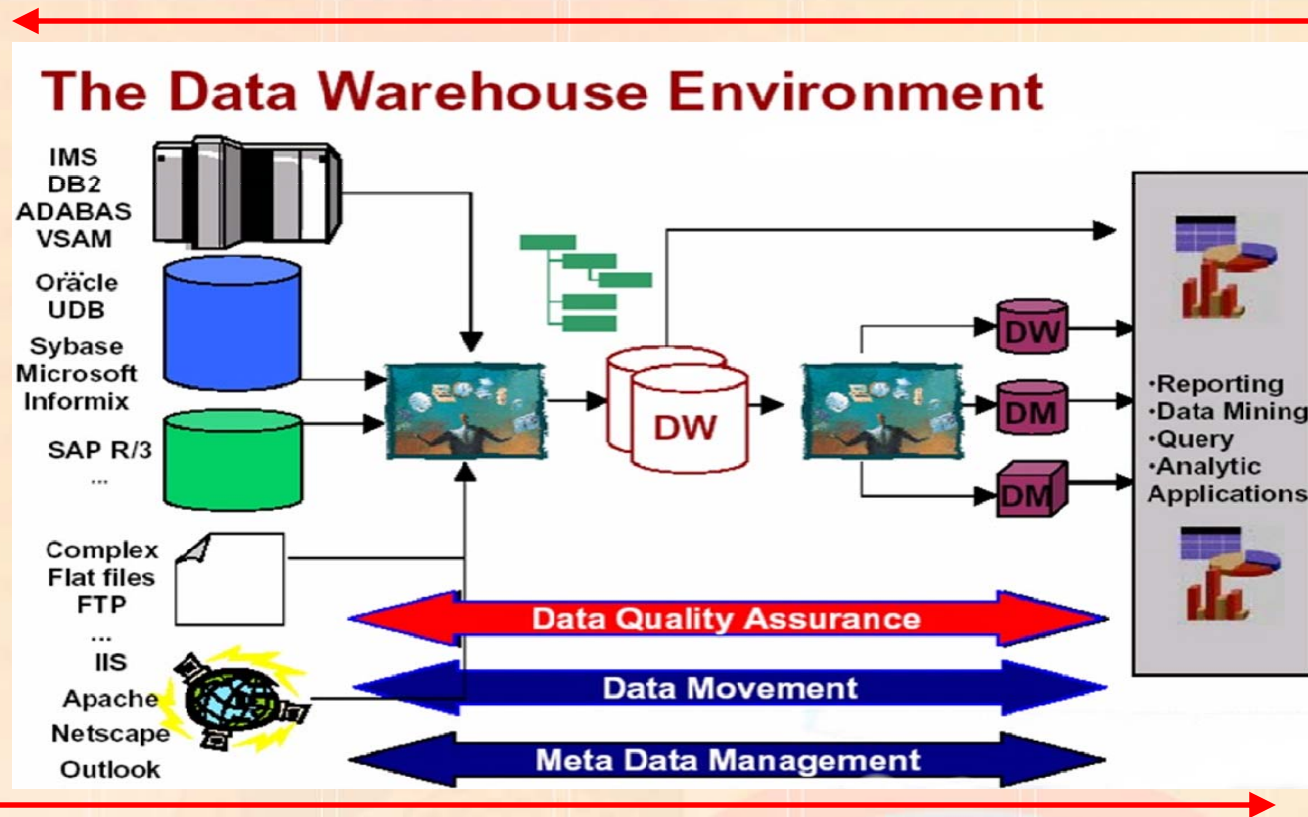 The Data Warehouse Environment
IMS
DB2
ADABAS
VSAM
...
Oracle
UDB
Sybase
Microsoft
Informix
SAP R/3
...
Complex
Flat files
FTP
...
IIS
Apache
Netscape
Outlook
DW
DW
DM
DM
•Reporting
•Data Mining
•Query
•Analytic
Applications
Data Quality Assurance
Data Movement
Meta Data Management